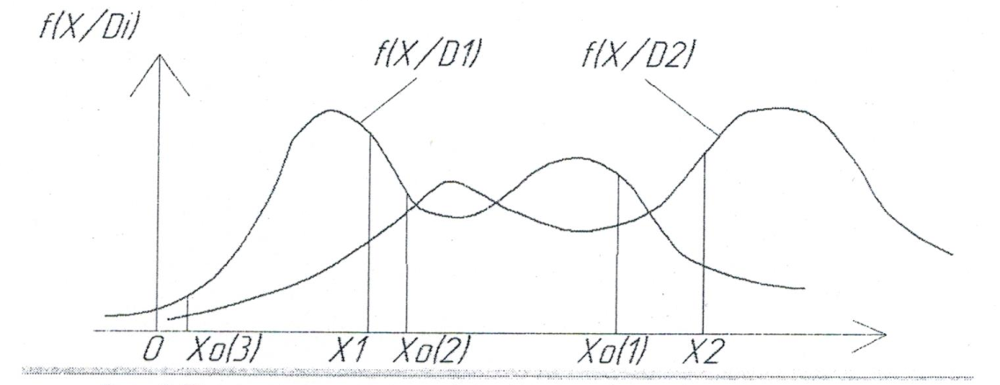 f(X/Di)
f(X/D1) f(X/D2)
0 Xo(3) X1 Xo(2) Xo(1) X2